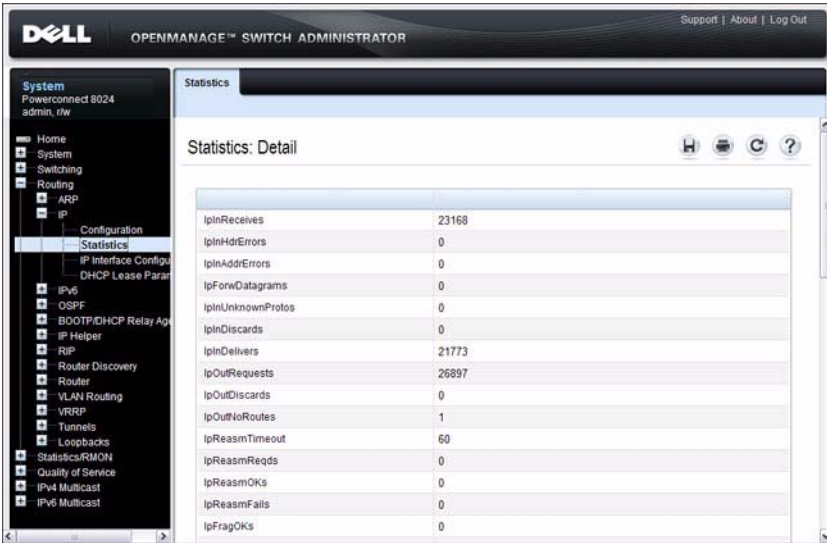 Support | About | Log Out
DELL
OPENMANAGE™ SWITCH ADMINISTRATOR
System
Powerconnect 8024
admin, r/w
Home
System
Switching
Routing
ARP
IP
Configuration
Statistics
IP Interface Configu
DHCP Lease Param
IPv6
OSPF
BOOTP/DHCP Relay Age
IP Helper
RIP
Router Discovery
Router
VLAN Routing
VRRP
Tunnels
Loopbacks
Statistics/RMON
Quality of Service
IPv4 Multicast
IPv6 Multicast
Statistics
Statistics: Detail
IpInReceives 23168
IpInHdrErrors 0
IpInAddrErrors 0
IpForwDatagrams 0
IpInUnknownProtos 0
IpInDiscards 0
IpInDelivers 21773
IpOutRequests 26897
IpOutDiscards 0
IpOutNoRoutes 1
IpReasmTimeout 60
IpReasmReqds 0
IpReasmOKs 0
IpReasmFails 0
IpFragOKs 0